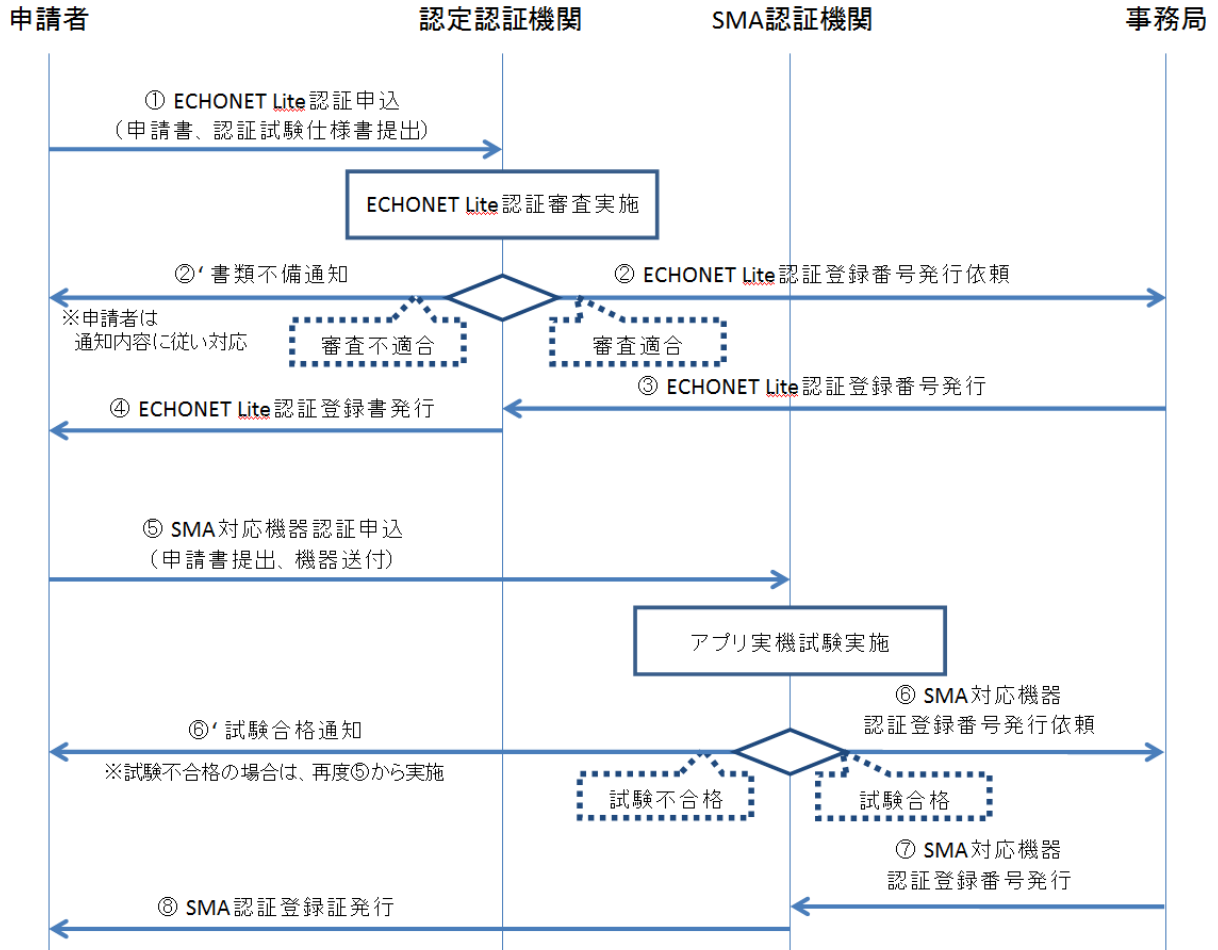 申請者
認定認証機関
SMA認証機関
事務局
① ECHONET Lite認証申込
（申請書、認証試験仕様書提出）
ECHONET Lite認証審査実施
②‘ 書類不備通知
② ECHONET Lite認証登録番号発行依頼
※申請者は
通知内容に従い対応
審査不適合
審査適合
③ ECHONET Lite認証登録番号発行
④ ECHONET Lite認証登録書発行
⑤ SMA対応機器認証申込
（申請書提出、機器送付）
アプリ実機試験実施
⑥ SMA対応機器
認証登録番号発行依頼
⑥‘ 試験合格通知
※試験不合格の場合は、再度⑤から実施
試験不合格
試験合格
⑦ SMA対応機器
認証登録番号発行
⑧ SMA認証登録証発行